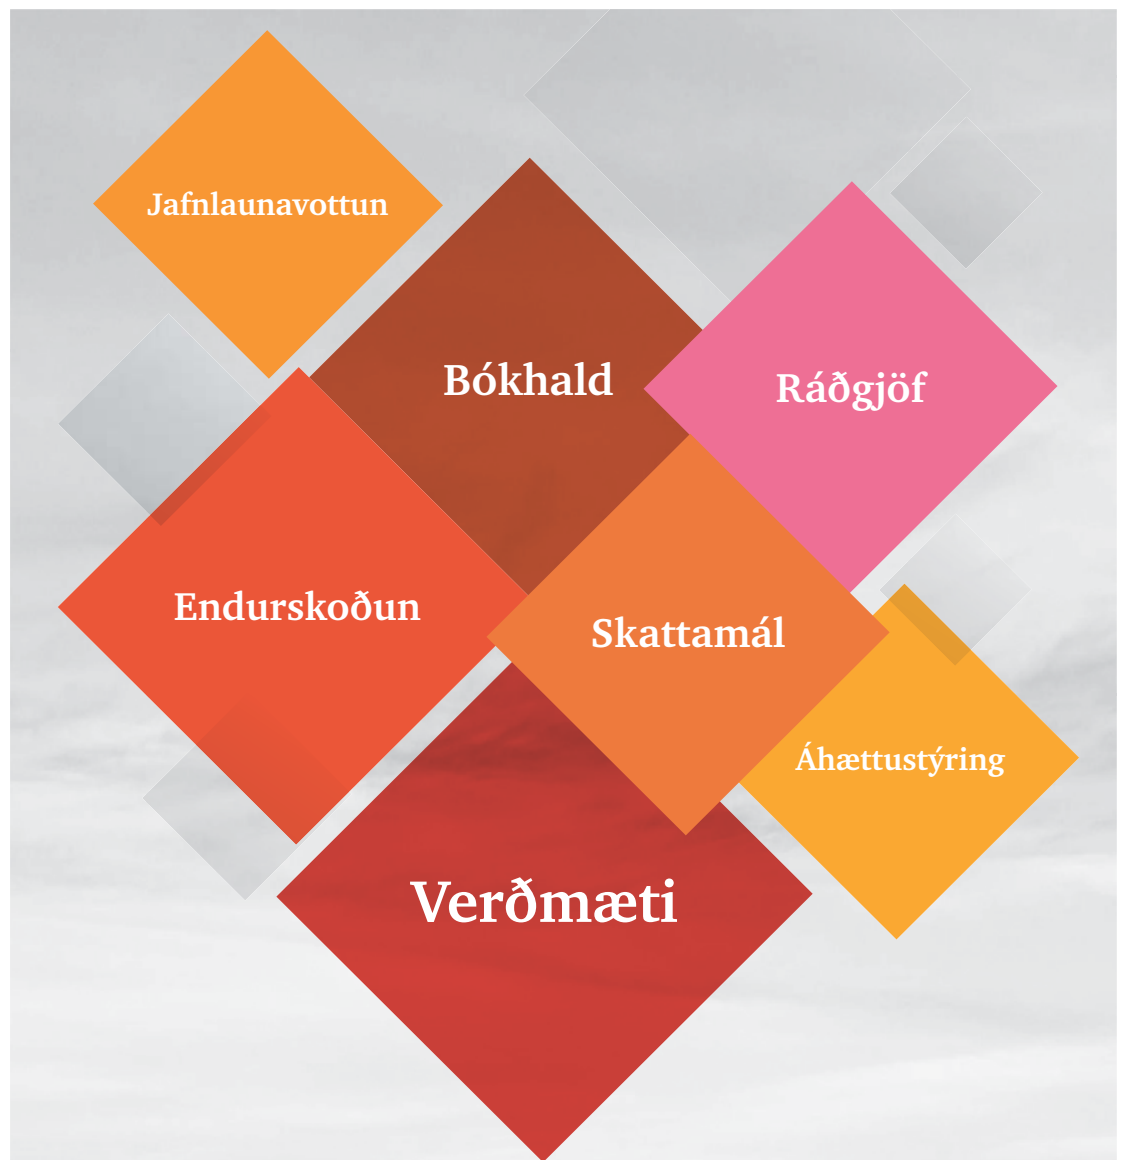 Jafnlaunavottun
Bókhald
Ráðgjöf
Endurskoðun
Skattamál
Áhættustýring
Verðmæti